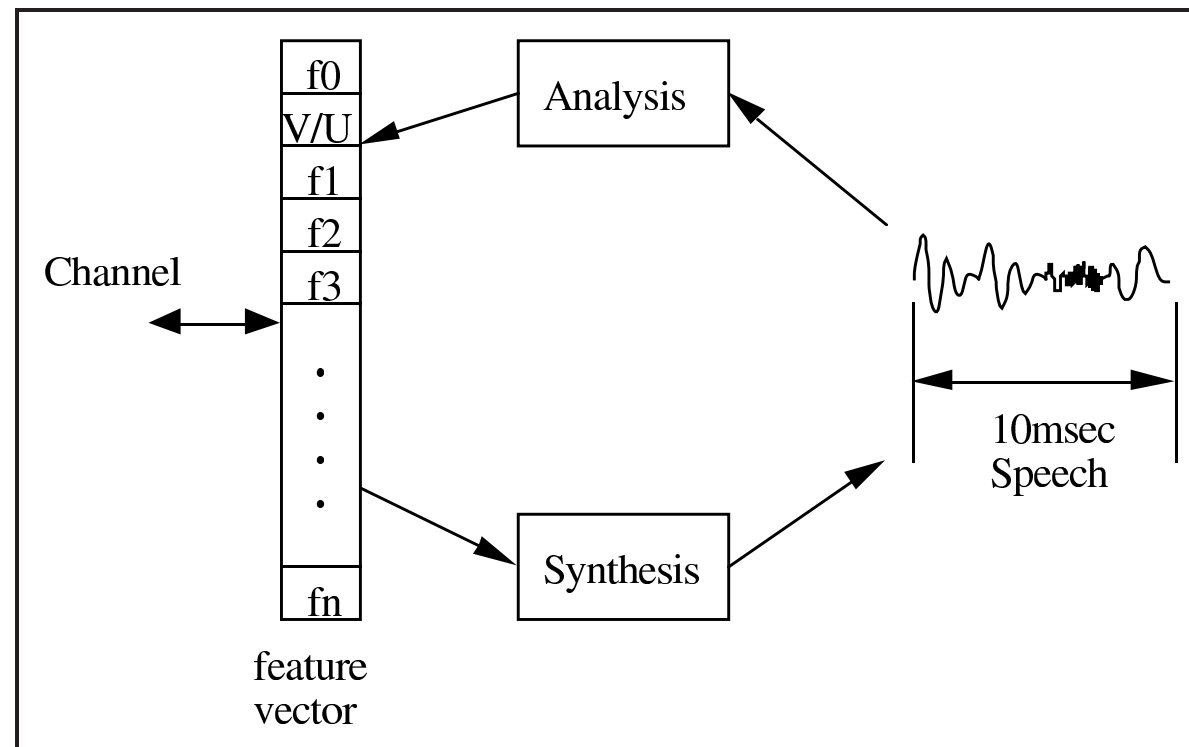 f0
V/U
f1
f2
f3
fn
feature
vector
Channel
Analysis
Synthesis
10msec
Speech